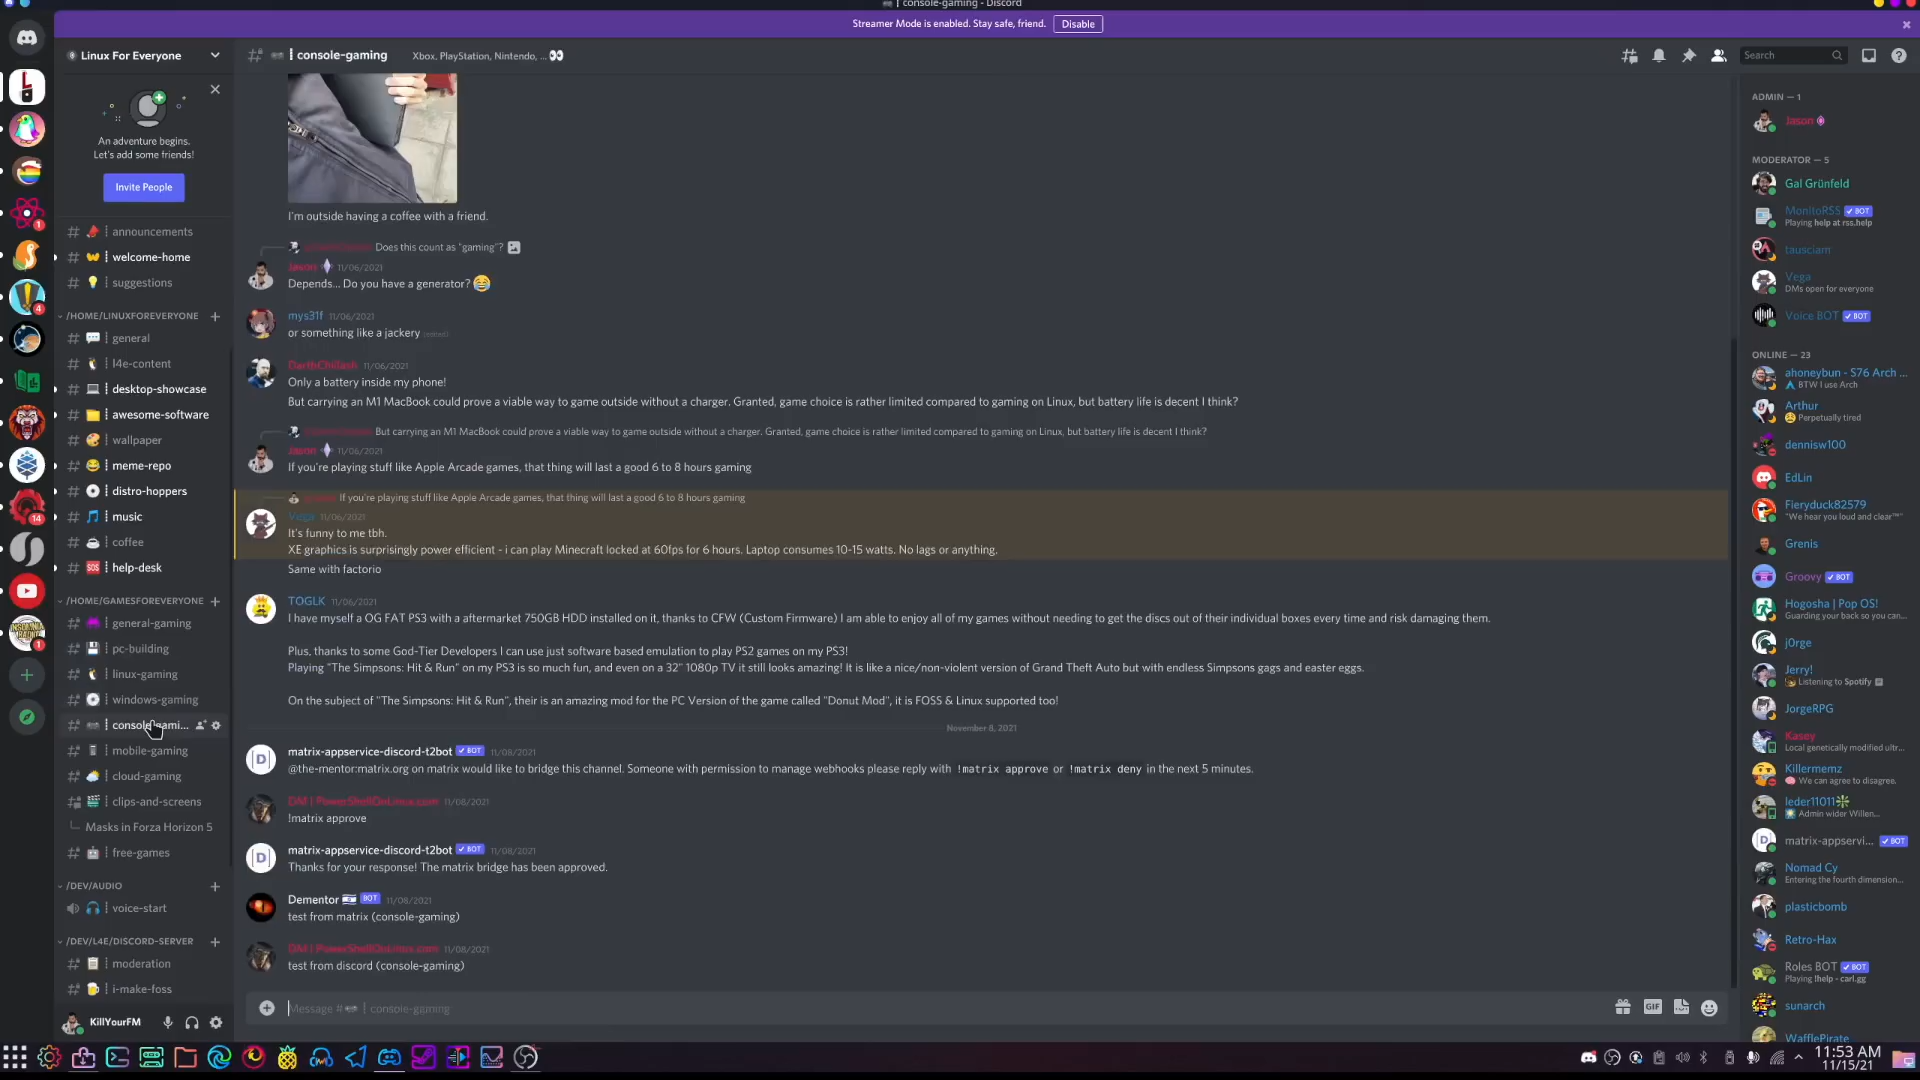 console-gaming - Discord
Streamer Mode is enabled. Stay safe, friend. Disable
Linux For Everyone
console-gaming Xbox, PlayStation, Nintendo, ...
Search
An adventure begins.
Let's add some friends!
Invite People
announcements
welcome-home
suggestions
/HOME/LINUXFOREVERYONE
general
l4e-content
desktop-showcase
awesome-software
wallpaper
meme-repo
distro-hoppers
music
coffee
help-desk
/HOME/GAMESFOREVERYONE
general-gaming
pc-building
linux-gaming
windows-gaming
console-gami...
mobile-gaming
cloud-gaming
clips-and-screens
Masks in Forza Horizon 5
free-games
/DEV/AUDIO
voice-start
/DEV/L4E/DISCORD-SERVER
moderation
i-make-foss
KillYourFM
1
4
14
1
I'm outside having a coffee with a friend.
Does this count as "gaming"?
Jason 11/06/2021
Depends... Do you have a generator?
mys31f 11/06/2021
or something like a jackery (edited)
DarthChillash 11/06/2021
Only a battery inside my phone!
But carrying an M1 MacBook could prove a viable way to game outside without a charger. Granted, game choice is rather limited compared to gaming on Linux, but battery life is decent I think?
But carrying an M1 MacBook could prove a viable way to game outside without a charger. Granted, game choice is rather limited compared to gaming on Linux, but battery life is decent I think?
Jason 11/06/2021
If you're playing stuff like Apple Arcade games, that thing will last a good 6 to 8 hours gaming
If you're playing stuff like Apple Arcade games, that thing will last a good 6 to 8 hours gaming
Vega 11/06/2021
It's funny to me tbh.
XE graphics is surprisingly power efficient - i can play Minecraft locked at 60fps for 6 hours. Laptop consumes 10-15 watts. No lags or anything.
Same with factorio
TOGLK 11/06/2021
I have myself a OG FAT PS3 with a aftermarket 750GB HDD installed on it, thanks to CFW (Custom Firmware) I am able to enjoy all of my games without needing to get the discs out of their individual boxes every time and risk damaging them.
Plus, thanks to some God-Tier Developers I can use just software based emulation to play PS2 games on my PS3!
Playing "The Simpsons: Hit & Run" on my PS3 is so much fun, and even on a 32" 1080p TV it still looks amazing! It is like a nice/non-violent version of Grand Theft Auto but with endless Simpsons gags and easter eggs.
On the subject of "The Simpsons: Hit & Run", their is an amazing mod for the PC Version of the game called "Donut Mod", it is FOSS & Linux supported too!
November 8, 2021
matrix-appservice-discord-t2bot BOT 11/08/2021
@the-mentor:matrix.org on matrix would like to bridge this channel. Someone with permission to manage webhooks please reply with !matrix approve or !matrix deny in the next 5 minutes.
DM | PowerShellOnLinux.com 11/08/2021
!matrix approve
matrix-appservice-discord-t2bot BOT 11/08/2021
Thanks for your response! The matrix bridge has been approved.
Dementor BOT 11/08/2021
test from matrix (console-gaming)
DM | PowerShellOnLinux.com 11/08/2021
test from discord (console-gaming)
Message # console-gaming
GIF
ADMIN — 1
Jason
MODERATOR — 5
Gal Grünfeld
MonitoRSS BOT
Playing help at rss.help
tausciam
Vega
DMs open for everyone
Voice BOT BOT
ONLINE — 23
ahoneybun - S76 Arch ...
BTW I use Arch
Arthur
Perpetually tired
dennisw100
EdLin
Fieryduck82579
"We hear you loud and clear™"
Grenis
Groovy BOT
Hogosha | Pop OS!
Guarding your back so you can...
j0rge
Jerry!
Listening to Spotify
JorgeRPG
Kasey
Local genetically modified ultr...
Killermemz
We can agree to disagree.
leder11011
Admin wider Willen...
matrix-appservi... BOT
Nomad Cy
Entering the fourth dimension...
plasticbomb
Retro-Hax
Roles BOT BOT
Playing !help - carl.gg
sunarch
WafflePirate
11:53 AM
11/15/21